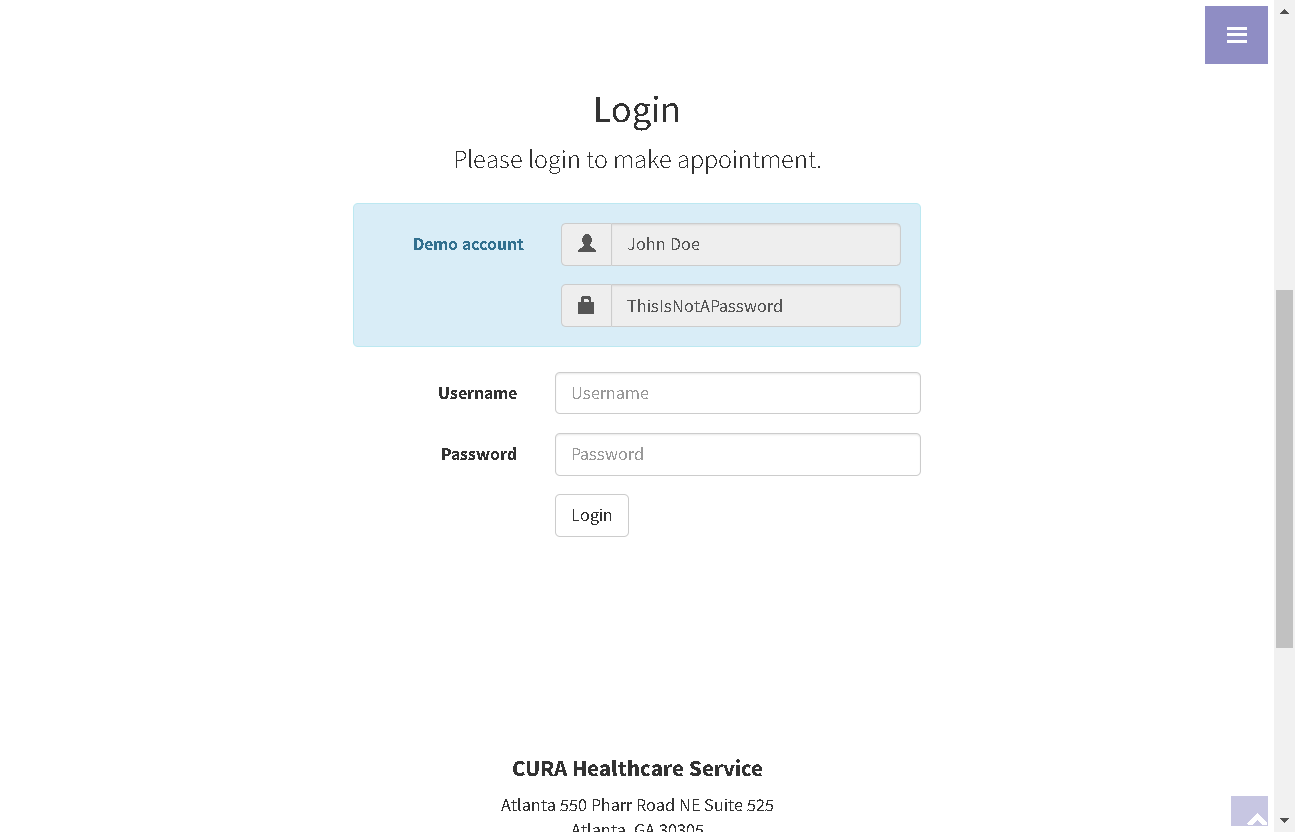 Login
Please login to make appointment.
Demo account
John Doe
ThisIsNotAPassword
Username
Username
Password
Password
Login
CURA Healthcare Service
Atlanta 550 Pharr Road NE Suite 525
Atlanta, GA 30305